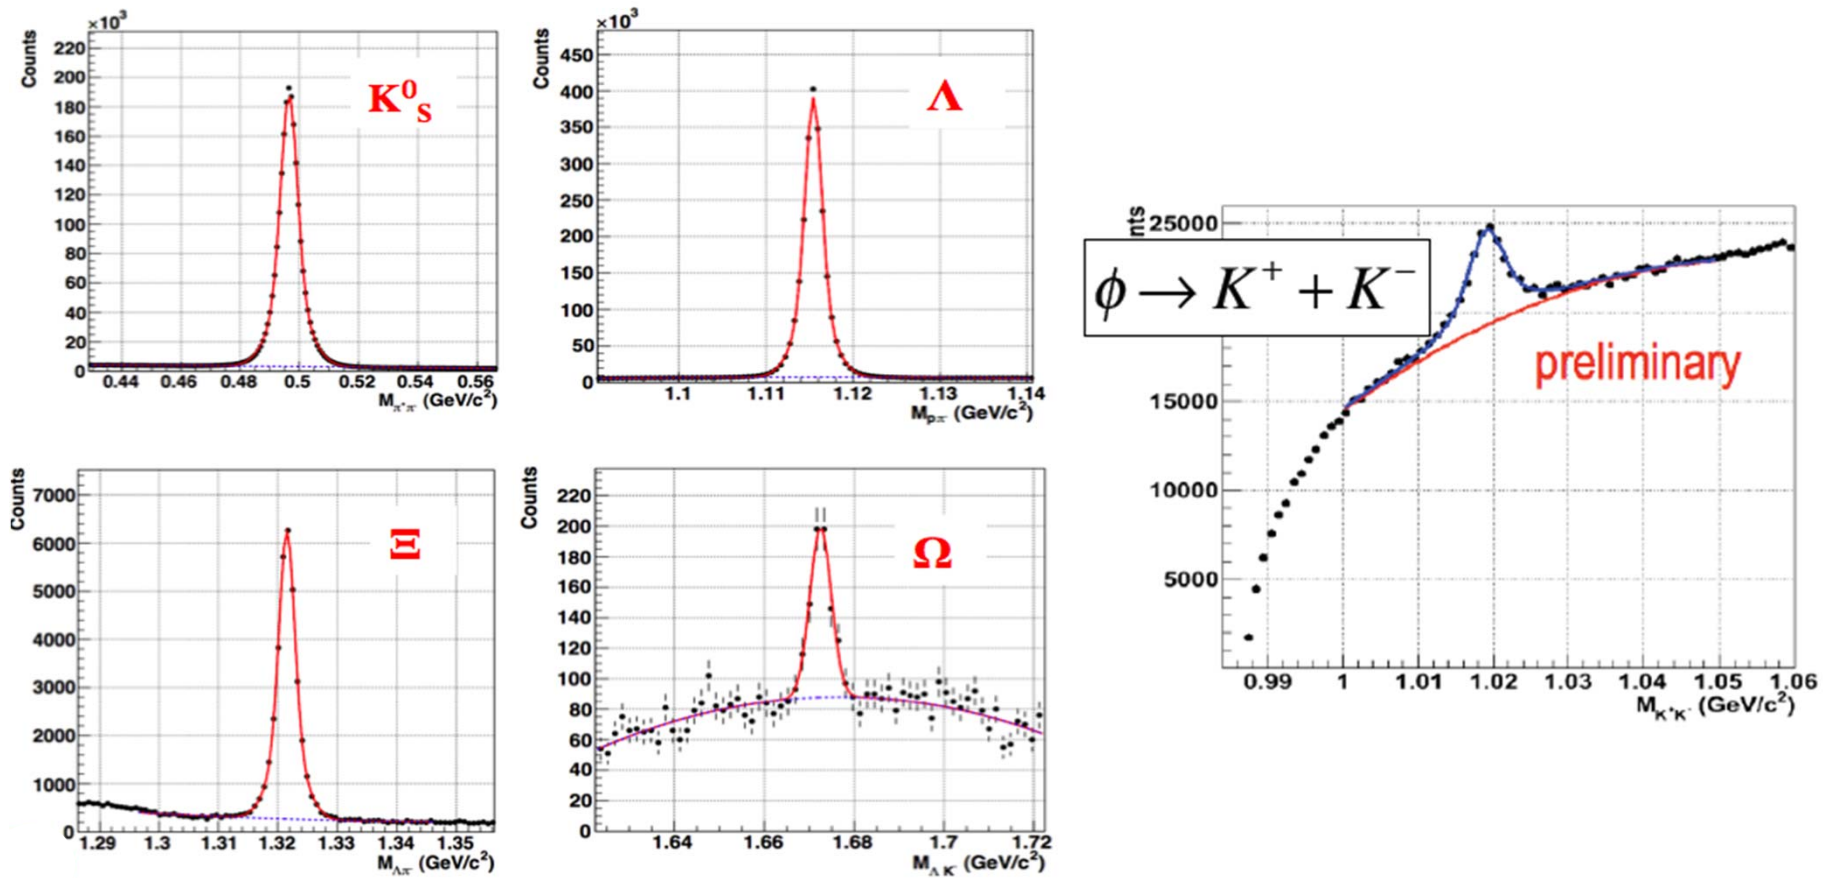 ×10³
Counts
220
200
180
160
140
120
100
80
60
40
20
0
K⁰S
0.44 0.46 0.48 0.5 0.52 0.54 0.56
Mπ⁺π⁻ (GeV/c²)
×10³
Counts
450
400
350
300
250
200
150
100
50
0
Λ
1.1 1.11 1.12 1.13 1.14
Mpπ⁻ (GeV/c²)
Counts
7000
6000
5000
4000
3000
2000
1000
0
Ξ
1.29 1.3 1.31 1.32 1.33 1.34 1.35
MΛπ⁻ (GeV/c²)
Counts
220
200
180
160
140
120
100
80
60
40
20
0
Ω
1.64 1.66 1.68 1.7 1.72
MΛK⁻ (GeV/c²)
nts
25000
ϕ → K⁺ + K⁻
preliminary
15000
10000
5000
0.99 1 1.01 1.02 1.03 1.04 1.05 1.06
MK⁺K⁻ (GeV/c²)